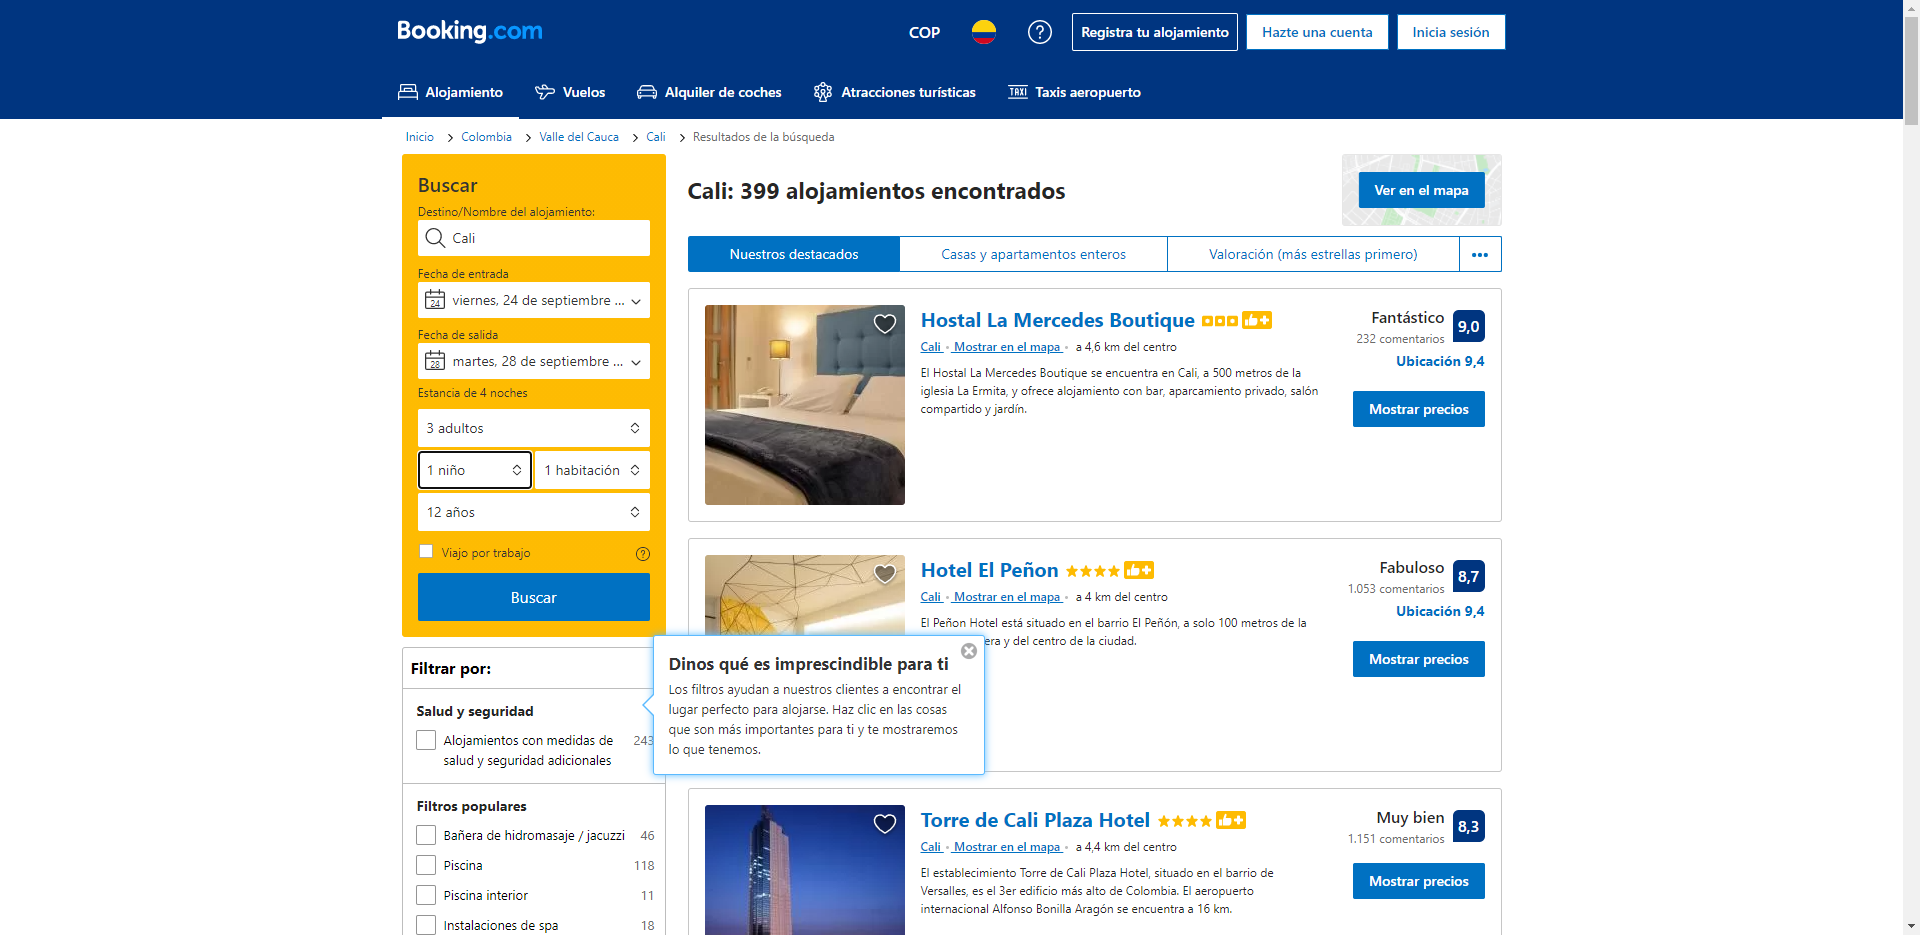 Booking.com
COP
Registra tu alojamiento
Hazte una cuenta
Inicia sesión
Alojamiento
Vuelos
Alquiler de coches
Atracciones turísticas
TAXI
Taxis aeropuerto
Inicio
Colombia
Valle del Cauca
Cali
Resultados de la búsqueda
Buscar
Destino/Nombre del alojamiento:
Cali
Fecha de entrada
24
viernes, 24 de septiembre ...
Fecha de salida
28
martes, 28 de septiembre ...
Estancia de 4 noches
3 adultos
1 niño
1 habitación
12 años
Viajo por trabajo
Buscar
Filtrar por:
Salud y seguridad
Alojamientos con medidas de
salud y seguridad adicionales
243
Filtros populares
Bañera de hidromasaje / jacuzzi 46
Piscina 118
Piscina interior 11
Instalaciones de spa 18
Dinos qué es imprescindible para ti
Los filtros ayudan a nuestros clientes a encontrar el
lugar perfecto para alojarse. Haz clic en las cosas
que son más importantes para ti y te mostraremos
lo que tenemos.
Cali: 399 alojamientos encontrados
Ver en el mapa
Nuestros destacados
Casas y apartamentos enteros
Valoración (más estrellas primero)
Hostal La Mercedes Boutique
Cali • Mostrar en el mapa • a 4,6 km del centro
El Hostal La Mercedes Boutique se encuentra en Cali, a 500 metros de la
iglesia La Ermita, y ofrece alojamiento con bar, aparcamiento privado, salón
compartido y jardín.
Fantástico
232 comentarios
9,0
Ubicación 9,4
Mostrar precios
Hotel El Peñon
Cali • Mostrar en el mapa • a 4 km del centro
El Peñon Hotel está situado en el barrio El Peñón, a solo 100 metros de la
era y del centro de la ciudad.
Fabuloso
1.053 comentarios
8,7
Ubicación 9,4
Mostrar precios
Torre de Cali Plaza Hotel
Cali • Mostrar en el mapa • a 4,4 km del centro
El establecimiento Torre de Cali Plaza Hotel, situado en el barrio de
Versalles, es el 3er edificio más alto de Colombia. El aeropuerto
internacional Alfonso Bonilla Aragón se encuentra a 16 km.
Muy bien
1.151 comentarios
8,3
Mostrar precios